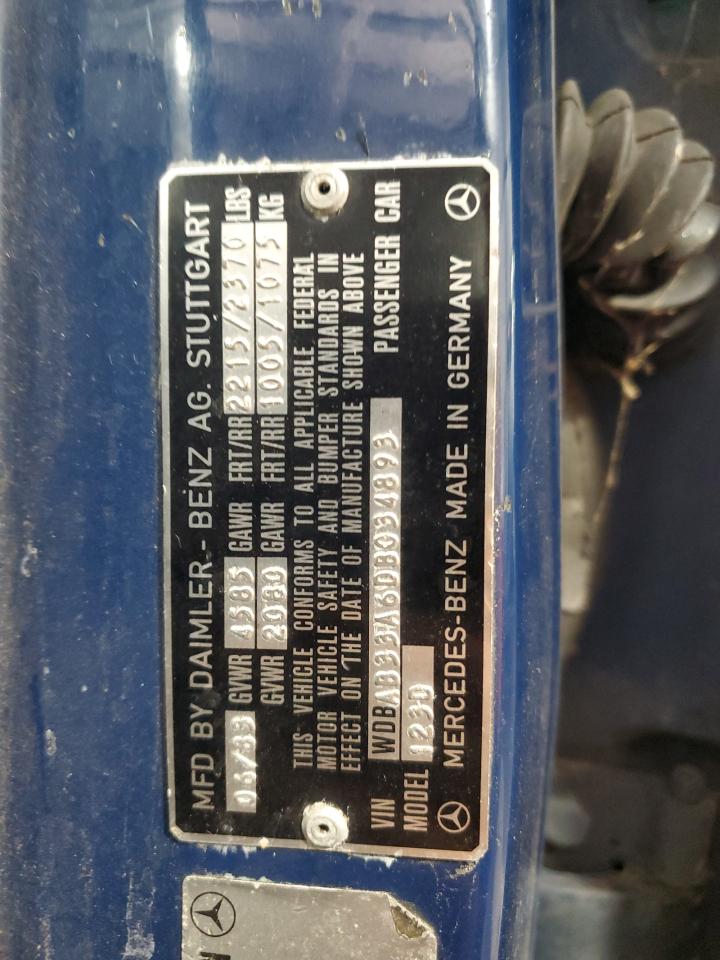 MFD BY DAIMLER-BENZ AG. STUTTGART
06/83 GVWR 4585 GAWR FRT/RR 2215/2370 LBS
GVWR 2080 GAWR FRT/RR 1005/1075 KG
THIS VEHICLE CONFORMS TO ALL APPLICABLE FEDERAL
MOTOR VEHICLE SAFETY AND BUMPER STANDARDS IN
EFFECT ON THE DATE OF MANUFACTURE SHOWN ABOVE
VIN WDBAB33A6DB034893 PASSENGER CAR
MODEL 123D
MERCEDES-BENZ MADE IN GERMANY